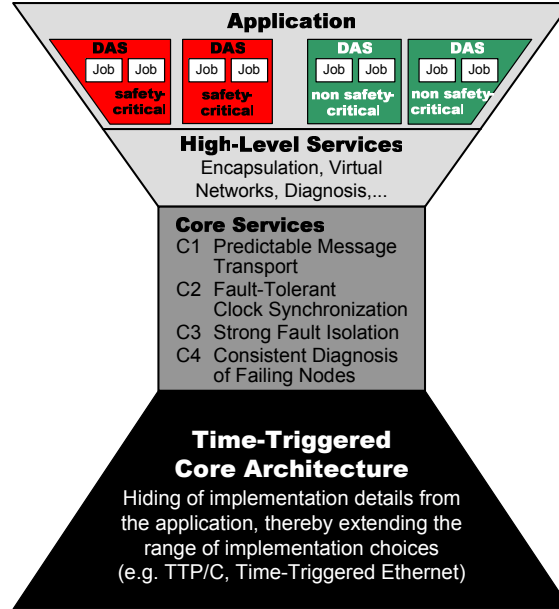 Application
DAS DAS DAS DAS
Job Job Job Job Job Job Job Job
safety- safety- non safety- non safety-
critical critical critical critical
High-Level Services
Encapsulation, Virtual
Networks, Diagnosis,...
Core Services
C1 Predictable Message
Transport
C2 Fault-Tolerant
Clock Synchronization
C3 Strong Fault Isolation
C4 Consistent Diagnosis
of Failing Nodes
Time-Triggered
Core Architecture
Hiding of implementation details from
the application, thereby extending the
range of implementation choices
(e.g. TTP/C, Time-Triggered Ethernet)